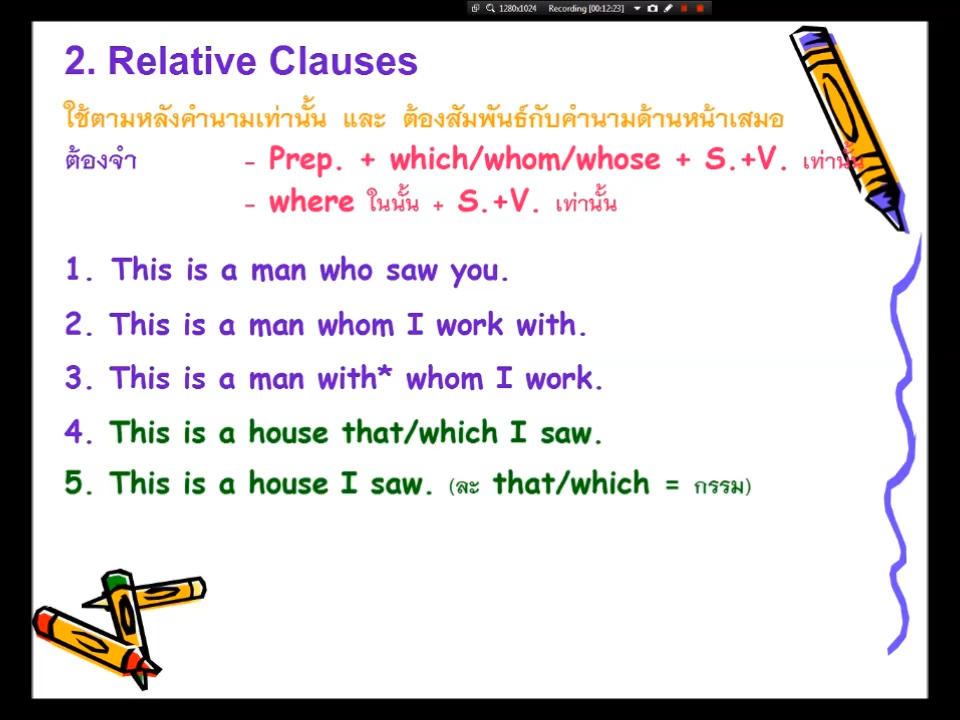 1280x1024 Recording [00:12:23]
2. Relative Clauses
ใช้ตามหลังคำนามเท่านั้น และ ต้องสัมพันธ์กับคำนามด้านหน้าเสมอ
ต้องจำ - Prep. + which/whom/whose + S.+V. เท่านั้น
- where ในนั้น + S.+V. เท่านั้น
1. This is a man who saw you.
2. This is a man whom I work with.
3. This is a man with* whom I work.
4. This is a house that/which I saw.
5. This is a house I saw. (ละ that/which = กรรม)